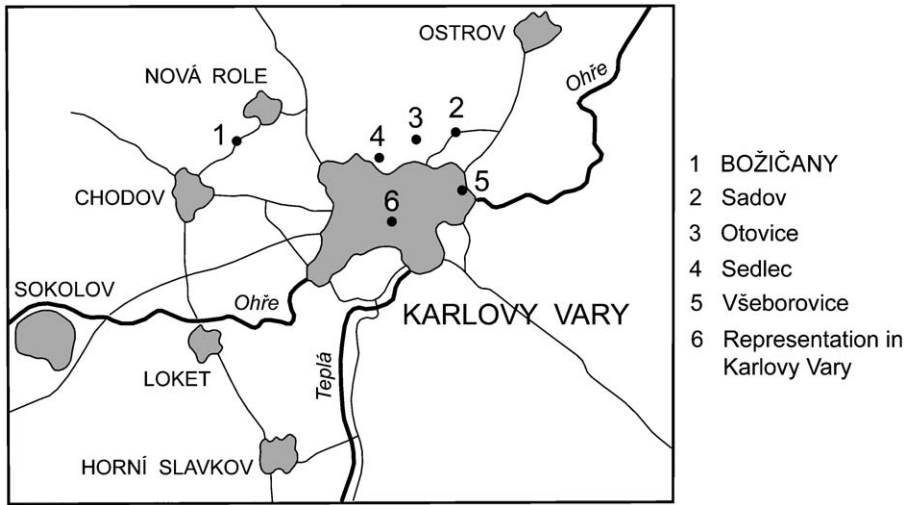 OSTROV
Ohře
NOVÁ ROLE
1
2
3
4
5
6
CHODOV
SOKOLOV
Ohře
KARLOVY VARY
LOKET
Teplá
HORNÍ SLAVKOV
1 BOŽIČANY
2 Sadov
3 Otovice
4 Sedlec
5 Všeborovice
6 Representation in
Karlovy Vary